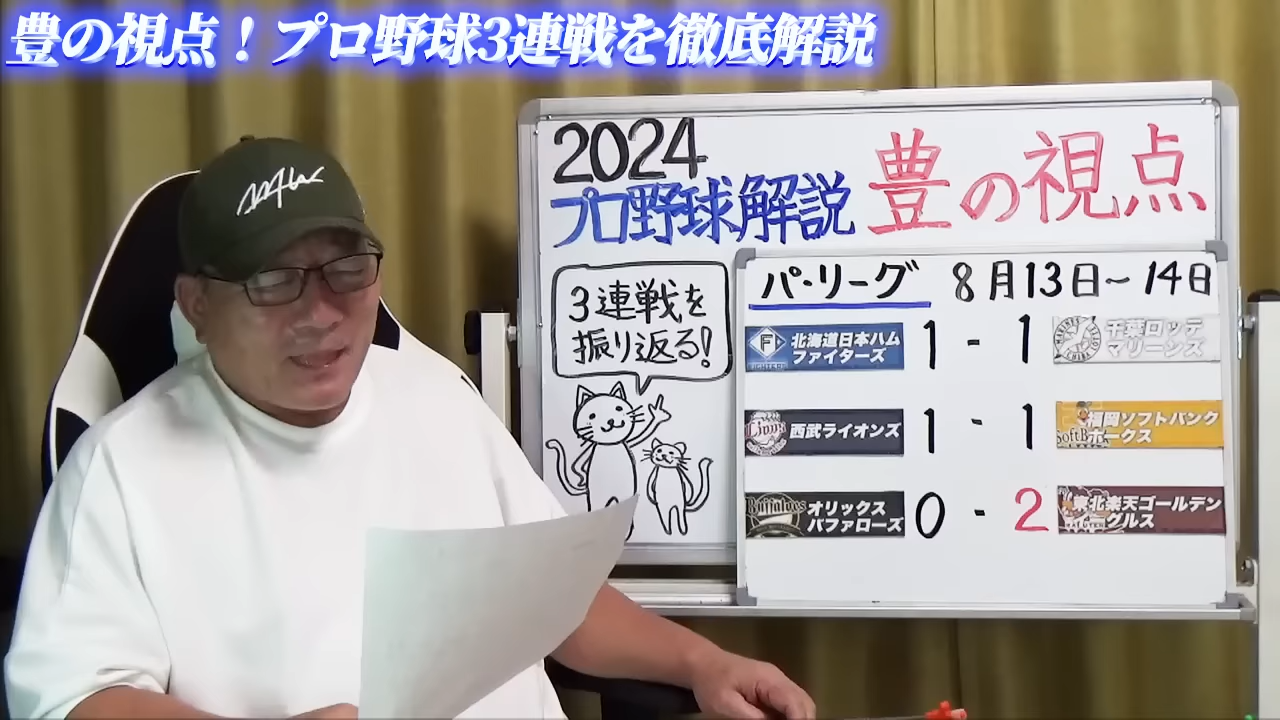 豊の視点!プロ野球3連戦を徹底解説
2024
プロ野球解説
豊の視点
3連戦を
振り返る!
パ・リーグ 8月13日~14日
F
FIGHTERS
北海道日本ハム
ファイターズ
1 - 1
千葉ロッテ
マリーンズ
Lions
西武ライオンズ
1 - 1
福岡ソフトバンク
ホークス
Buffaloes
オリックス
バファローズ
0 - 2
東北楽天ゴールデン
グルス